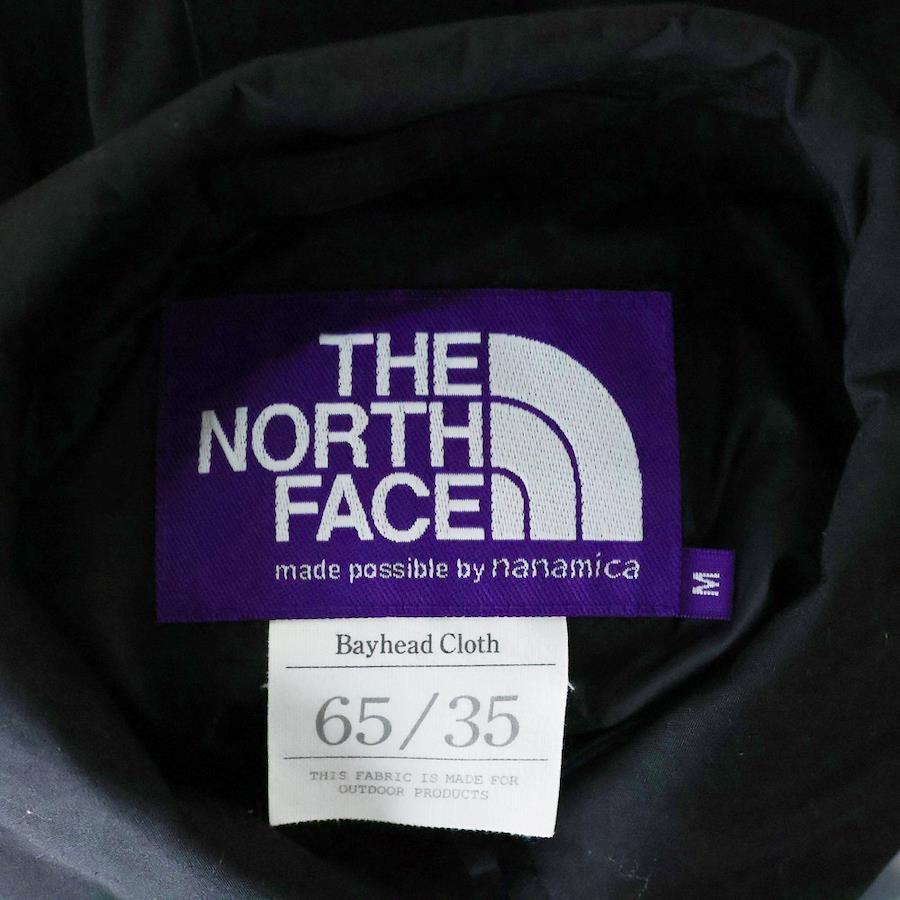 THE
NORTH
FACE
made possible by nanamica
M
Bayhead Cloth
65/35
THIS FABRIC IS MADE FOR
OUTDOOR PRODUCTS